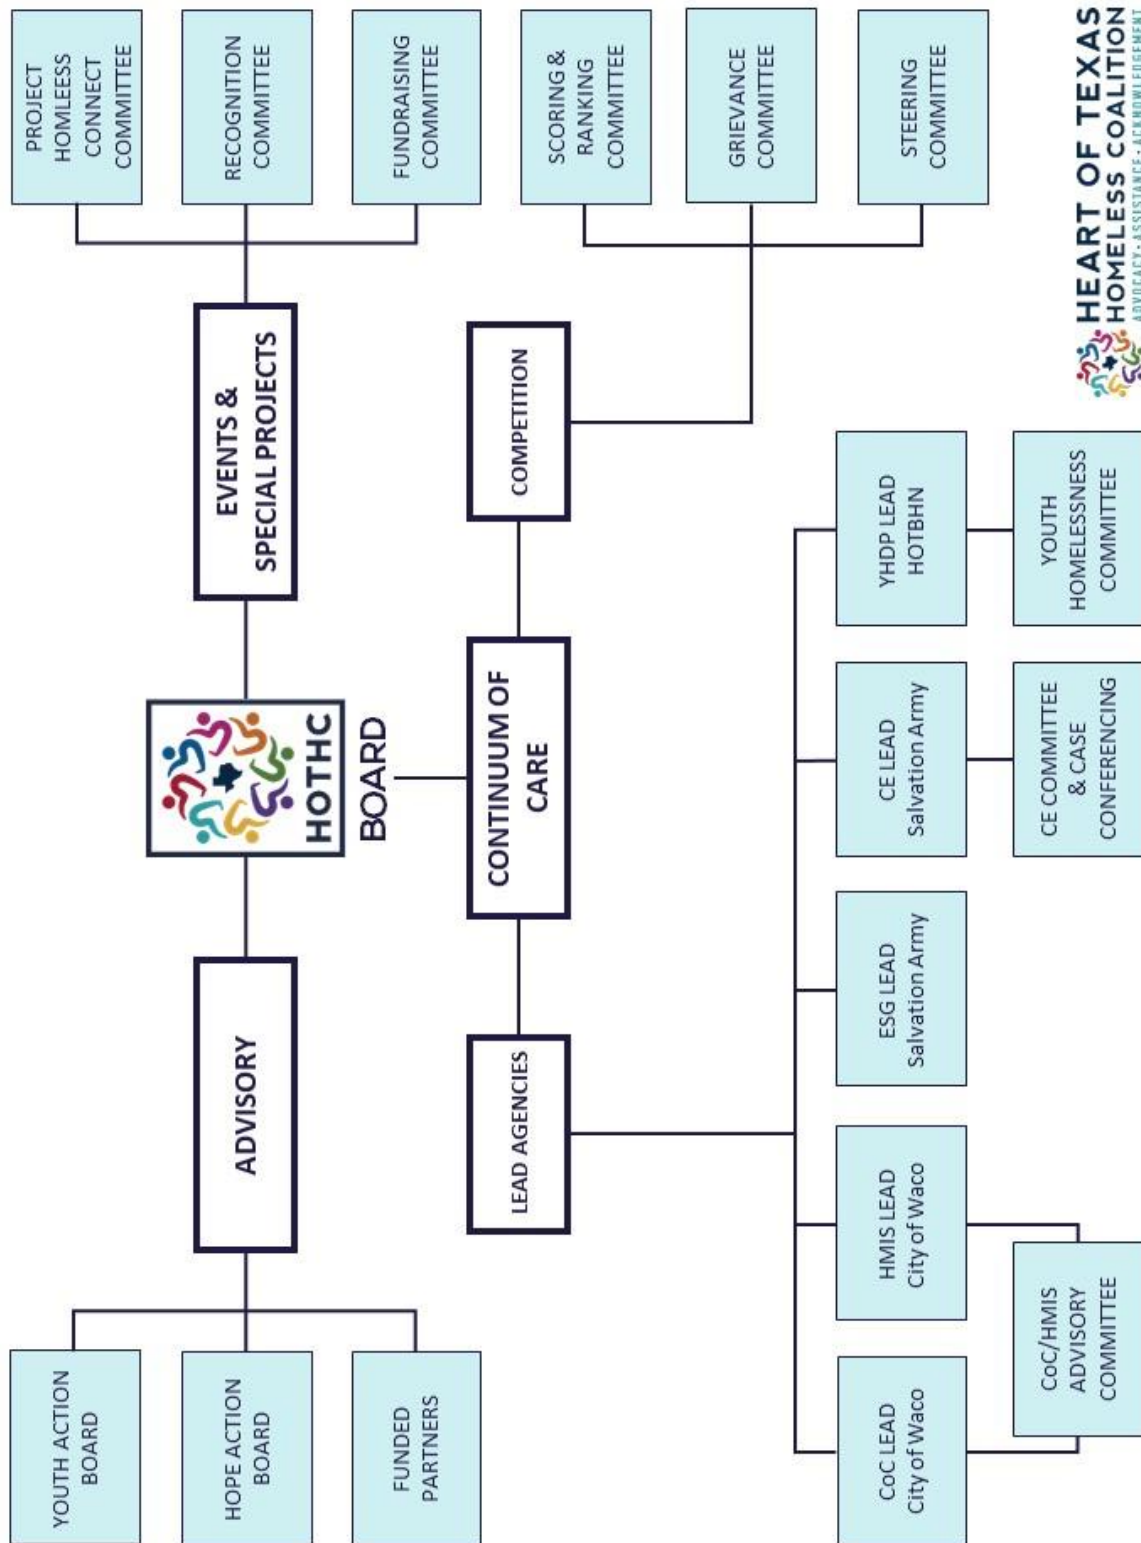 YOUTH ACTION
BOARD
HOPE ACTION
BOARD
FUNDED
PARTNERS
ADVISORY
HOTHC
BOARD
EVENTS &
SPECIAL PROJECTS
PROJECT
HOMLEESS
CONNECT
COMMITTEE
RECOGNITION
COMMITTEE
FUNDRAISING
COMMITTEE
LEAD AGENCIES
CONTINUUM OF
CARE
COMPETITION
SCORING &
RANKING
COMMITTEE
GRIEVANCE
COMMITTEE
STEERING
COMMITTEE
CoC LEAD
City of Waco
HMIS LEAD
City of Waco
ESG LEAD
Salvation Army
CE LEAD
Salvation Army
YHDP LEAD
HOTBHN
CoC/HMIS
ADVISORY
COMMITTEE
CE COMMITTEE
& CASE
CONFERENCING
YOUTH
HOMELESSNESS
COMMITTEE
HEART OF TEXAS
HOMELESS COALITION
ADVOCACY · ASSISTANCE · ACKNOWLEDGEMENT